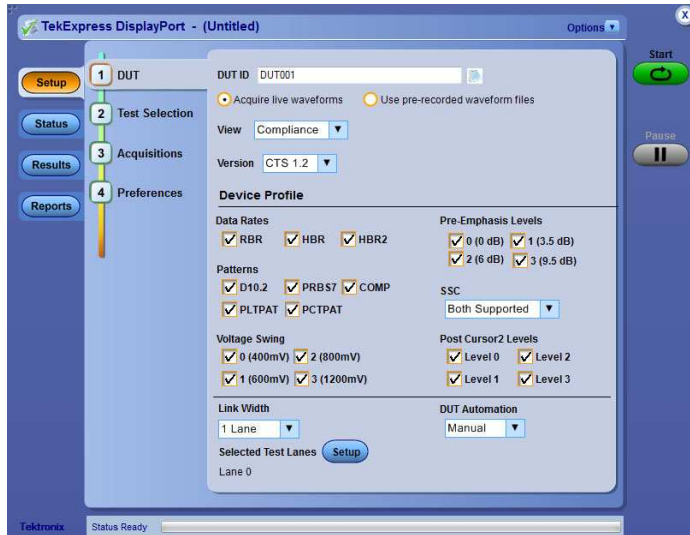 TekExpress DisplayPort - (Untitled)
Options
X
Setup
Status
Results
Reports
1 DUT
2 Test Selection
3 Acquisitions
4 Preferences
DUT ID DUT001
Acquire live waveforms Use pre-recorded waveform files
View Compliance
Version CTS 1.2
Device Profile
Data Rates
RBR HBR HBR2
Patterns
D10.2 PRBS7 COMP
PLTPAT PCTPAT
Voltage Swing
0 (400mV) 2 (800mV)
1 (600mV) 3 (1200mV)
Pre-Emphasis Levels
0 (0 dB) 1 (3.5 dB)
2 (6 dB) 3 (9.5 dB)
SSC
Both Supported
Post Cursor2 Levels
Level 0 Level 2
Level 1 Level 3
Link Width
1 Lane
Selected Test Lanes Setup
Lane 0
DUT Automation
Manual
Start
Pause
Tektronix Status Ready